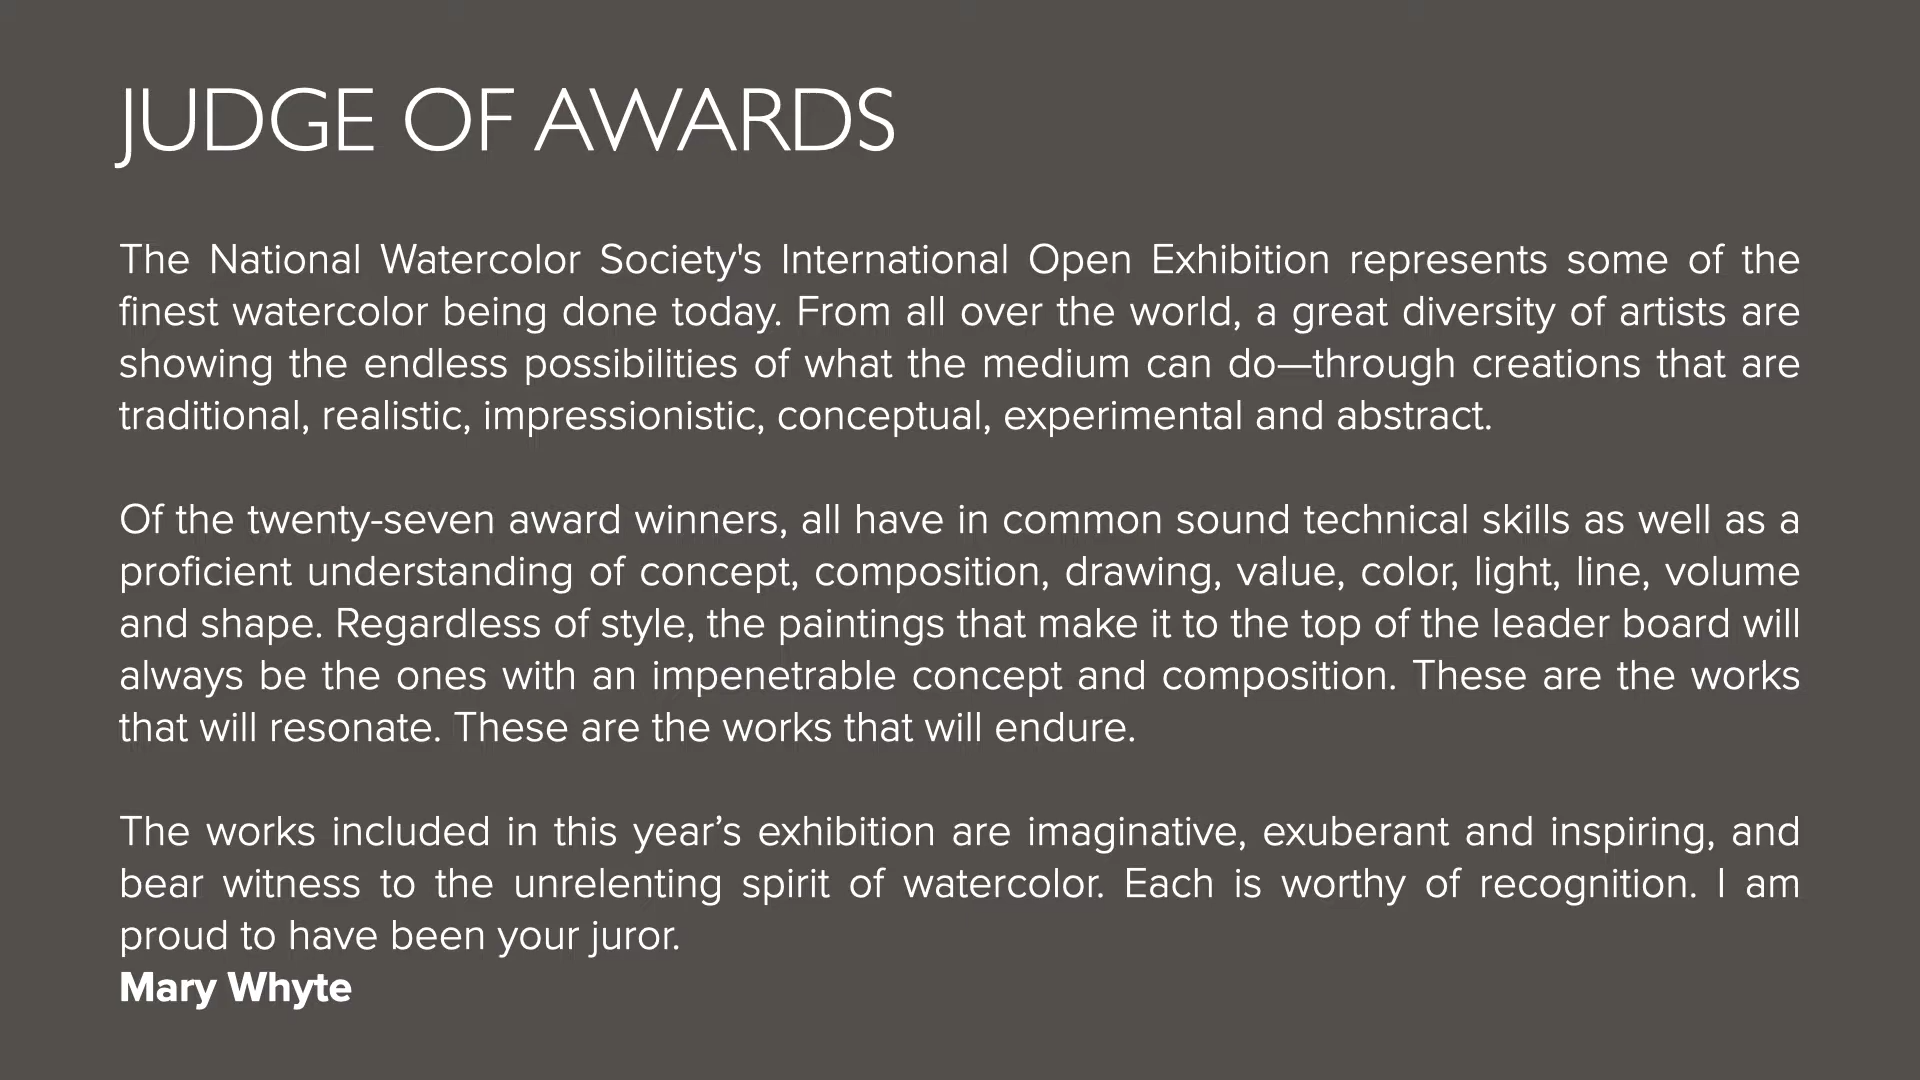 JUDGE OF AWARDS
The National Watercolor Society's International Open Exhibition represents some of the
finest watercolor being done today. From all over the world, a great diversity of artists are
showing the endless possibilities of what the medium can do—through creations that are
traditional, realistic, impressionistic, conceptual, experimental and abstract.
Of the twenty-seven award winners, all have in common sound technical skills as well as a
proficient understanding of concept, composition, drawing, value, color, light, line, volume
and shape. Regardless of style, the paintings that make it to the top of the leader board will
always be the ones with an impenetrable concept and composition. These are the works
that will resonate. These are the works that will endure.
The works included in this year’s exhibition are imaginative, exuberant and inspiring, and
bear witness to the unrelenting spirit of watercolor. Each is worthy of recognition. I am
proud to have been your juror.
Mary Whyte